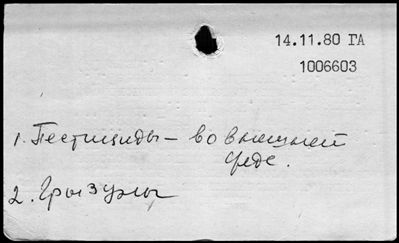 14.11.80 ГА
1006603
1. Пестициды – во внешней
среде.
2. Грызуны